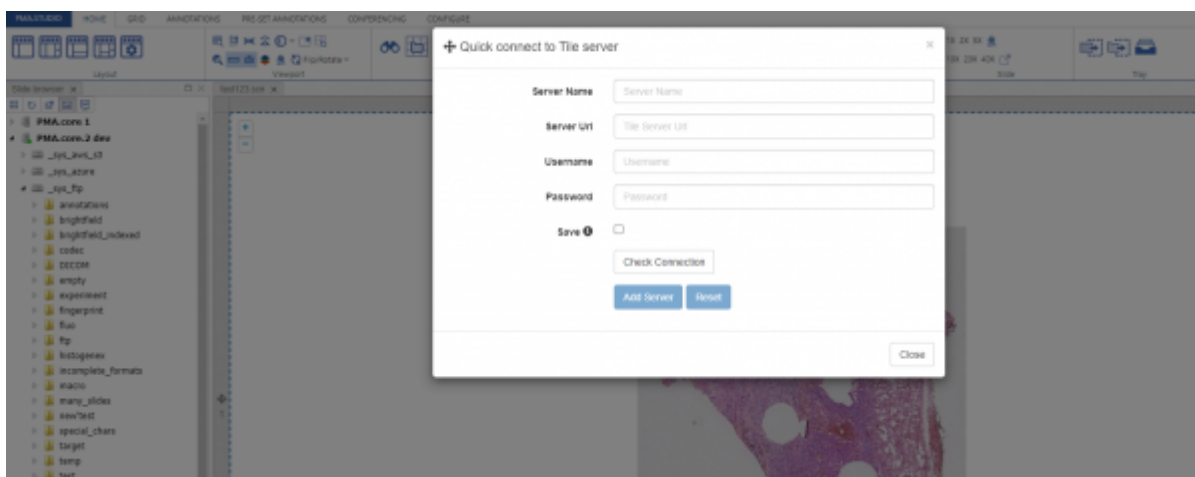 PMA.STUDIO HOME GRID ANNOTATIONS PRE-SET ANNOTATIONS CONFERENCING CONFIGURE
Layout
Viewport
Slide
Tray
Slide browser
test123.scn
PMA.core 1
PMA.core.2 dev
_sys_aws_s3
_sys_azure
_sys_ftp
annotations
brightfield
brightfield_indexed
codec
DICOM
empty
experiment
fingerprint
fluo
ftp
histogenex
incomplete_formats
macro
many_slides
new'test
special_chars
target
temp
test
Quick connect to Tile server
Server Name Server Name
Server Url Tile Server Url
Username Username
Password Password
Save
Check Connection
Add Server Reset
Close